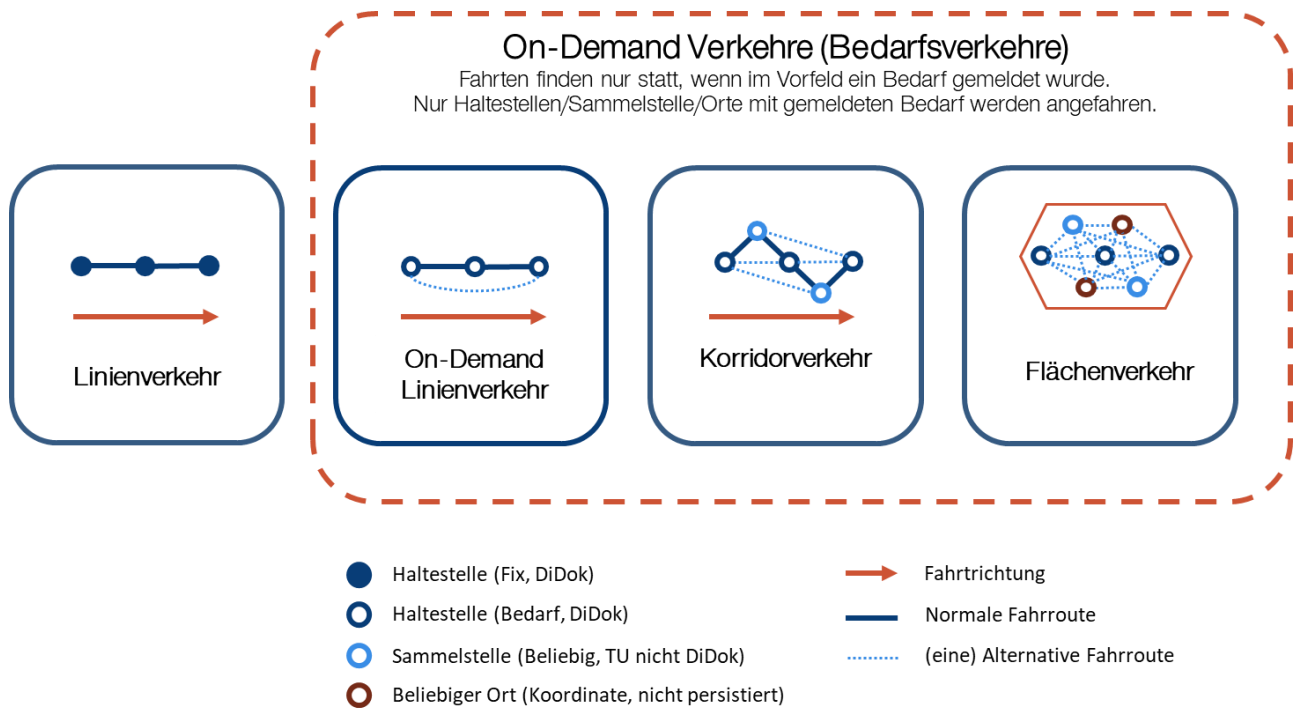 On-Demand Verkehre (Bedarfsverkehre)
Fahrten finden nur statt, wenn im Vorfeld ein Bedarf gemeldet wurde.
Nur Haltestellen/Sammelstelle/Orte mit gemeldeten Bedarf werden angefahren.
Linienverkehr
On-Demand
Linienverkehr
Korridorverkehr
Flächenverkehr
Haltestelle (Fix, DiDok)
Haltestelle (Bedarf, DiDok)
Sammelstelle (Beliebig, TU nicht DiDok)
Beliebiger Ort (Koordinate, nicht persistiert)
Fahrtrichtung
Normale Fahrroute
(eine) Alternative Fahrroute